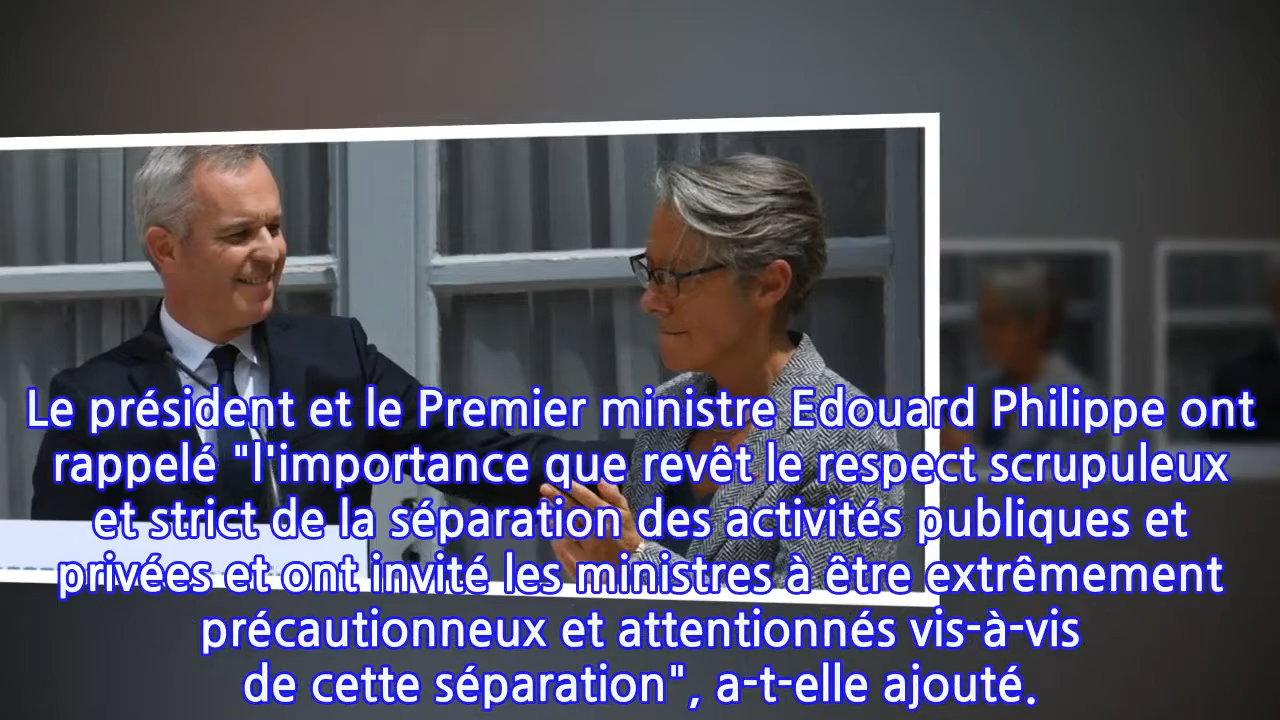 Le président et le Premier ministre Edouard Philippe ont
rappelé "l'importance que revêt le respect scrupuleux
et strict de la séparation des activités publiques et
privées et ont invité les ministres à être extrêmement
précautionneux et attentionnés vis-à-vis
de cette séparation", a-t-elle ajouté.